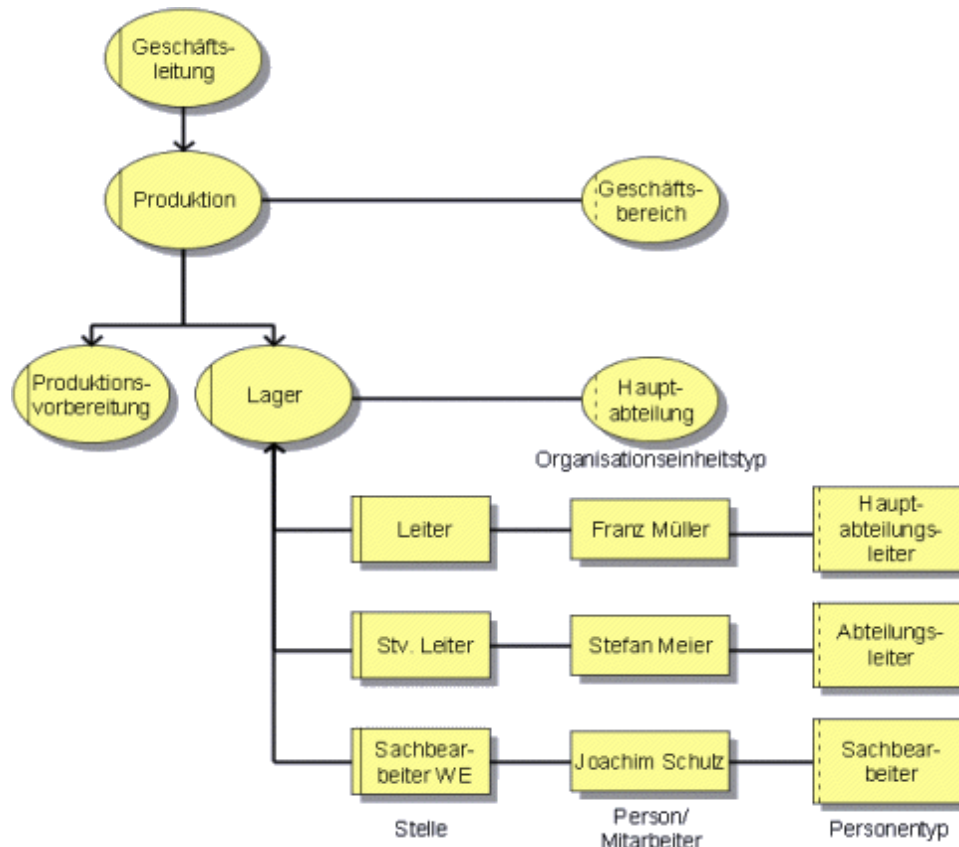 Geschäfts-
leitung
Produktion
Geschäfts-
bereich
Produktions-
vorbereitung
Lager
Haupt-
abteilung
Organisationseinheitstyp
Leiter
Franz Müller
Haupt-
abteilungs-
leiter
Stv. Leiter
Stefan Meier
Abteilungs-
leiter
Sachbear-
beiter WE
Joachim Schulz
Sachbear-
beiter
Stelle
Person/
Mitarbeiter
Personentyp